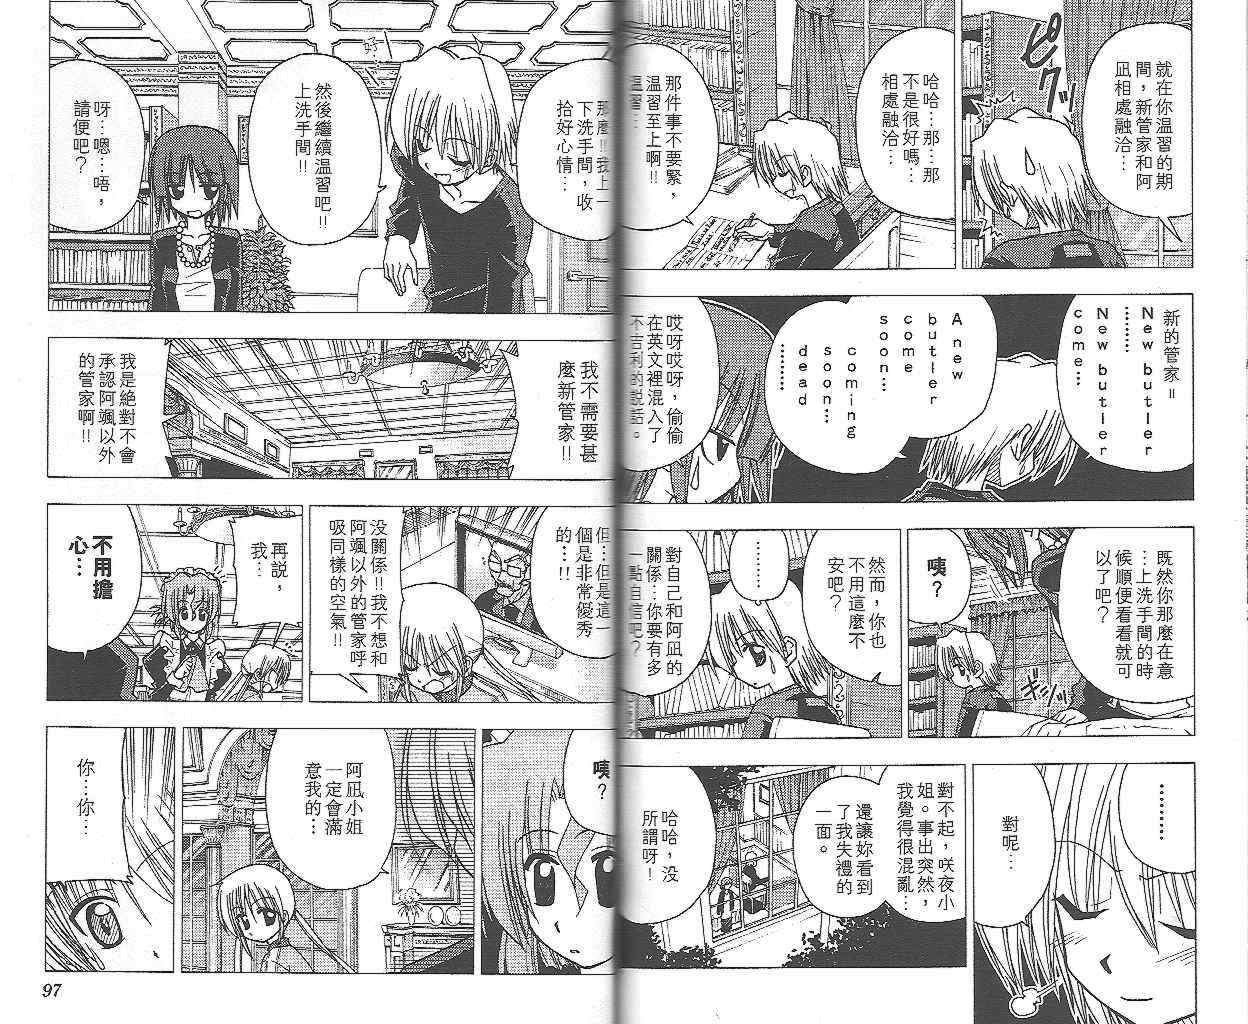 就在你溫習的期
間，新管家和阿
凪相處融洽…
ピクッ
哈哈…那…那
不是很好嗎…
相處融洽…
那件事不要緊，
溫習至上啊!!
溫習…
新的管家=
New butler
………
New butler
come…
A new
butler
come
soon…
coming
soon…
dead
………
哎呀哎呀，偷偷
在英文裡混入了
不吉利的說話。
既然你那麼在意
…上洗手間的時
候順便看看就可
以了吧？
咦？
然而，你也
不用這麼不
安吧？
………
對自己和阿凪的
關係…你要有多
一點自信吧？
………
對呢…
對不起，咲夜小
姐。事出突然，
我覺得很混亂…
還讓妳看到
了我失禮的
一面。
哈哈，没
所謂呀！
那麼!!我上一
下洗手間，收
拾好心情…
好
然後繼續溫習吧!!
上洗手間!!
呀…嗯…唔，
請便吧？
我不需要甚
麼新管家!!
我是絕對不會
承認阿颯以外
的管家啊!!
但…但是這一
個是非常優秀
的…!!
没關係!!我不想和
阿颯以外的管家呼
吸同樣的空氣!!
再說，
我…
不用擔
心…
咦？
阿凪小姐
一定會滿
意我的…
你…你…
97